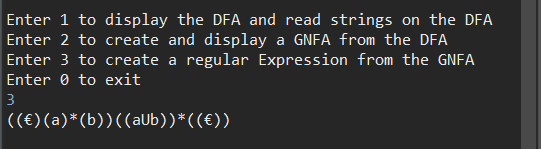 Enter 1 to display the DFA and read strings on the DFA
Enter 2 to create and display a GNFA from the DFA
Enter 3 to create a regular Expression from the GNFA
Enter 0 to exit
3
((€)(a)*(b))((aUb))*((€))